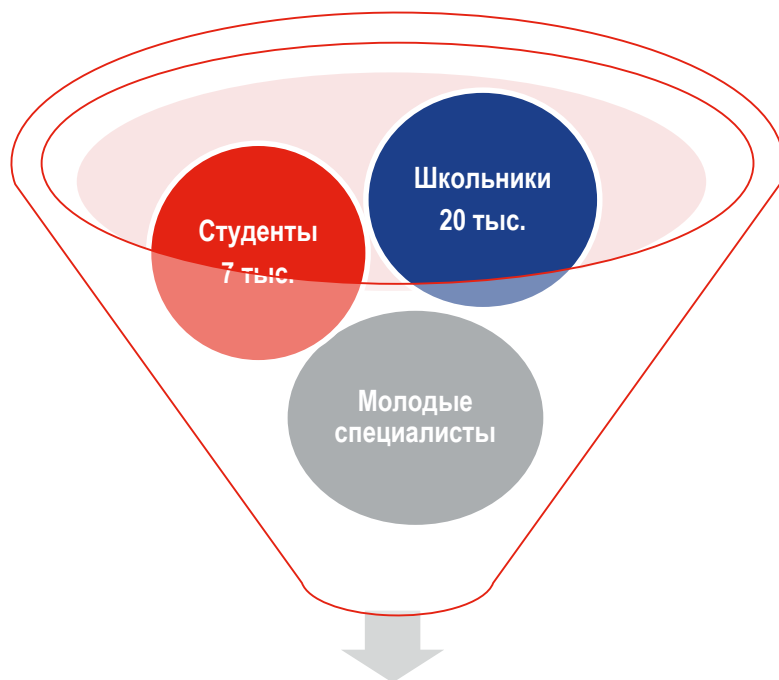 Школьники
20 тыс.
Студенты
7 тыс.
Молодые
специалисты